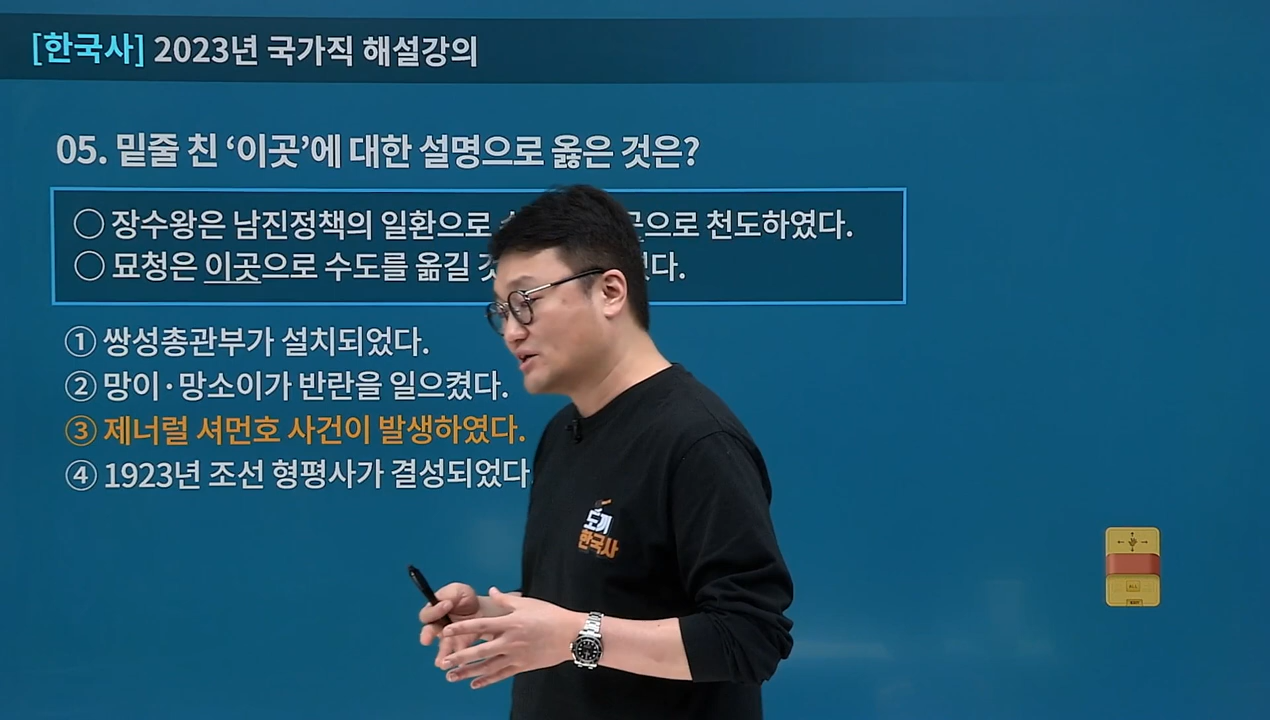 [한국사] 2023년 국가직 해설강의
05. 밑줄 친 ‘이곳’에 대한 설명으로 옳은 것은?
○ 장수왕은 남진정책의 일환으로 으로 천도하였다.
○ 묘청은 이곳으로 수도를 옮길
① 쌍성총관부가 설치되었다.
② 망이·망소이가 반란을 일으켰다.
③ 제너럴 셔먼호 사건이 발생하였다.
④ 1923년 조선 형평사가 결성되었다
도끼
한국사
ALL